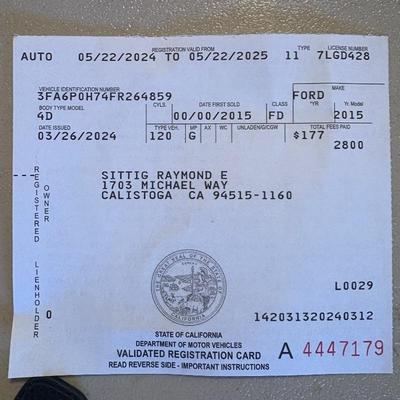 REGISTRATION VALID FROM TYPE LICENSE NUMBER
AUTO 05/22/2024 TO 05/22/2025 11 7LGD428
VEHICLE IDENTIFICATION NUMBER MAKE
3FA6P0H74FR264859 FORD
BODY TYPE MODEL CYLS. DATE FIRST SOLD CLASS *YR Yr. Model
4D 00/00/2015 FD 2015
DATE ISSUED TYPE VEH. MP AX WC UNLADEN/G/CGW TOTAL FEES PAID
03/26/2024 120 G $177
2800
SITTIG RAYMOND E
1703 MICHAEL WAY
CALISTOGA CA 94515-1160
REGISTERED
OWNER
LIENHOLDER
L0029
0 142031320240312
STATE OF CALIFORNIA
DEPARTMENT OF MOTOR VEHICLES
VALIDATED REGISTRATION CARD A 4447179
READ REVERSE SIDE - IMPORTANT INSTRUCTIONS